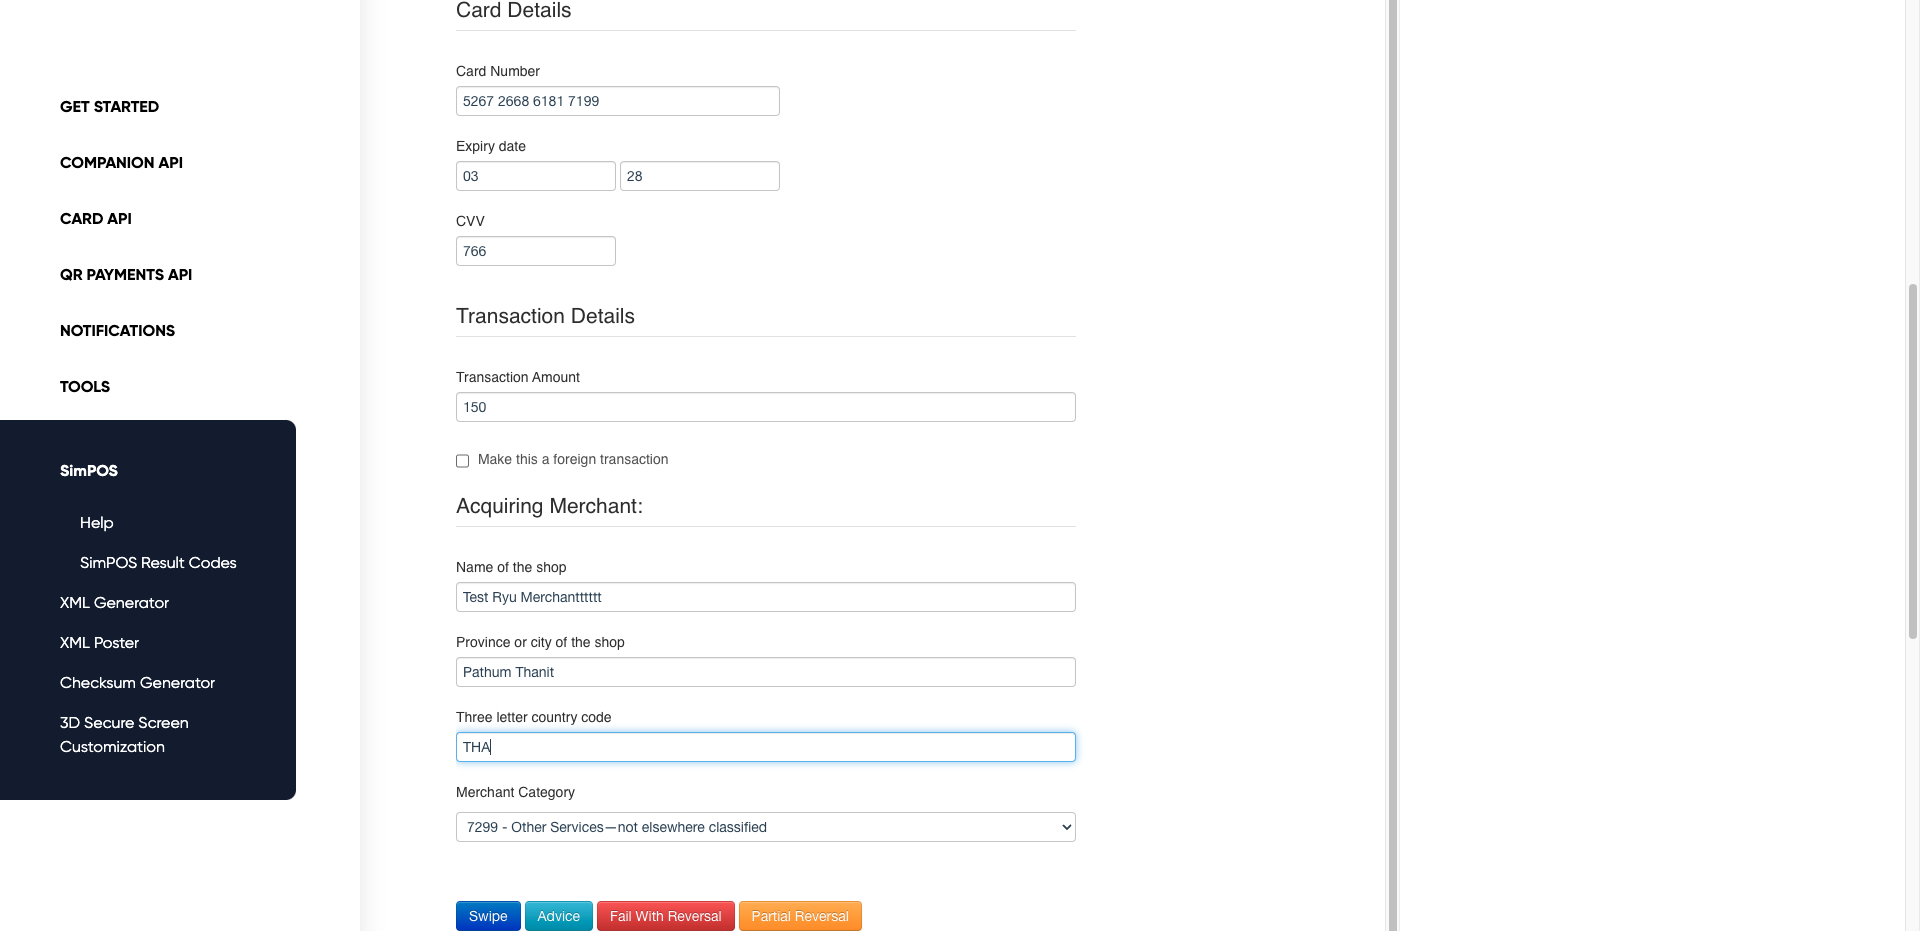 GET STARTED
COMPANION API
CARD API
QR PAYMENTS API
NOTIFICATIONS
TOOLS
SimPOS
Help
SimPOS Result Codes
XML Generator
XML Poster
Checksum Generator
3D Secure Screen
Customization
Card Details
Card Number
5267 2668 6181 7199
Expiry date
03 28
CVV
766
Transaction Details
Transaction Amount
150
Make this a foreign transaction
Acquiring Merchant:
Name of the shop
Test Ryu Merchantttttt
Province or city of the shop
Pathum Thanit
Three letter country code
THA
Merchant Category
7299 - Other Services—not elsewhere classified
Swipe Advice Fail With Reversal Partial Reversal